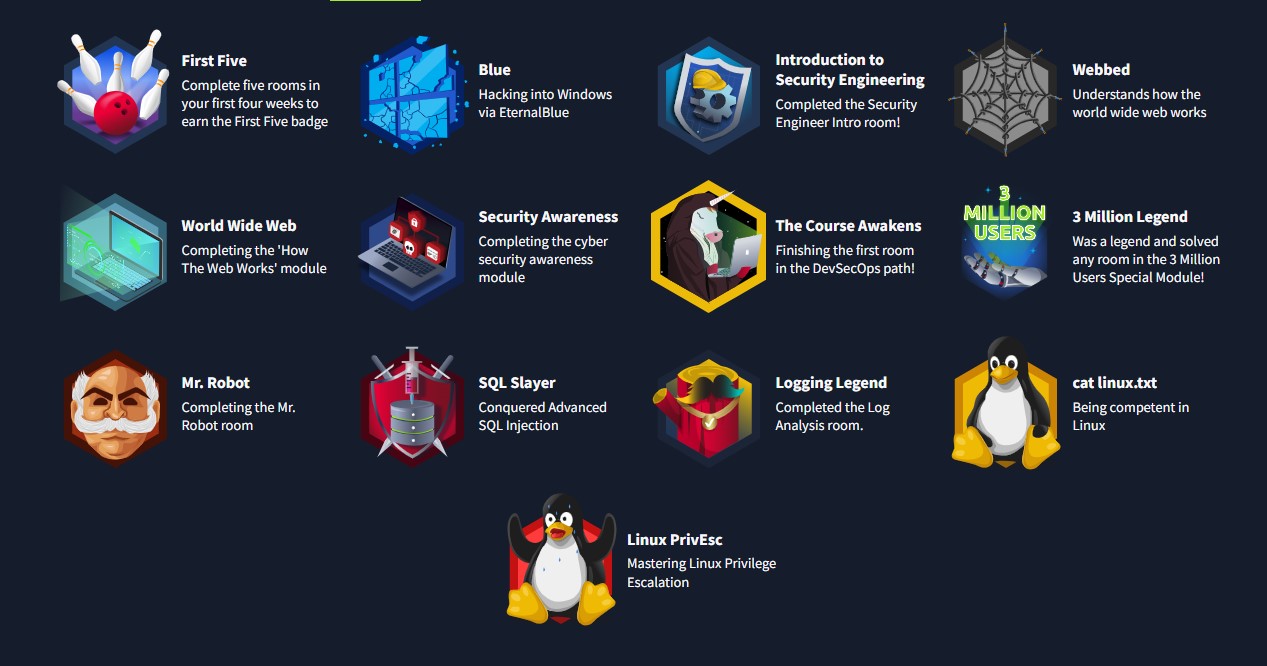 First Five
Complete five rooms in
your first four weeks to
earn the First Five badge
Blue
Hacking into Windows
via EternalBlue
Introduction to
Security Engineering
Completed the Security
Engineer Intro room!
Webbed
Understands how the
world wide web works
World Wide Web
Completing the 'How
The Web Works' module
Security Awareness
Completing the cyber
security awareness
module
The Course Awakens
Finishing the first room
in the DevSecOps path!
3
MILLION
USERS
3 Million Legend
Was a legend and solved
any room in the 3 Million
Users Special Module!
Mr. Robot
Completing the Mr.
Robot room
SQL Slayer
Conquered Advanced
SQL Injection
Logging Legend
Completed the Log
Analysis room.
cat linux.txt
Being competent in
Linux
Linux PrivEsc
Mastering Linux Privilege
Escalation